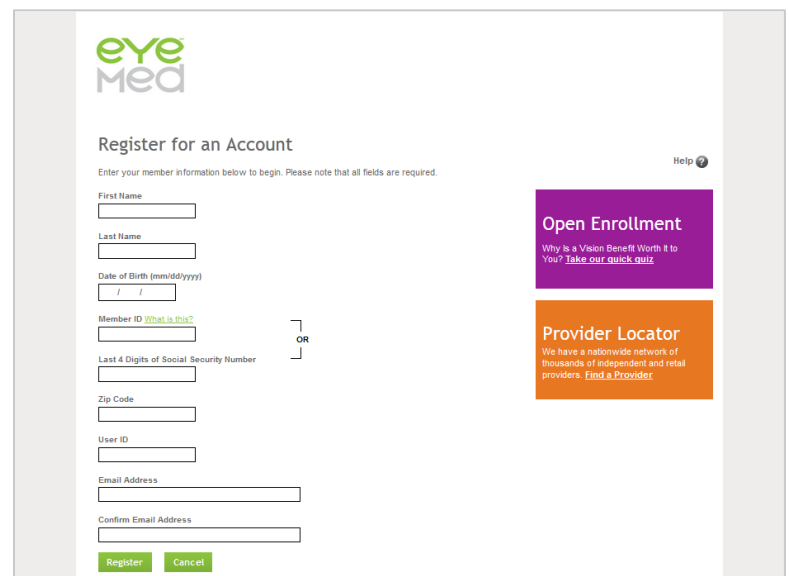 eye
Med
Register for an Account
Help ?
Enter your member information below to begin. Please note that all fields are required.
First Name
Last Name
Date of Birth (mm/dd/yyyy)
/ /
Member ID What is this?
OR
Last 4 Digits of Social Security Number
Zip Code
User ID
Email Address
Confirm Email Address
Register Cancel
Open Enrollment
Why Is a Vision Benefit Worth It to
You? Take our quick quiz
Provider Locator
We have a nationwide network of
thousands of independent and retail
providers. Find a Provider